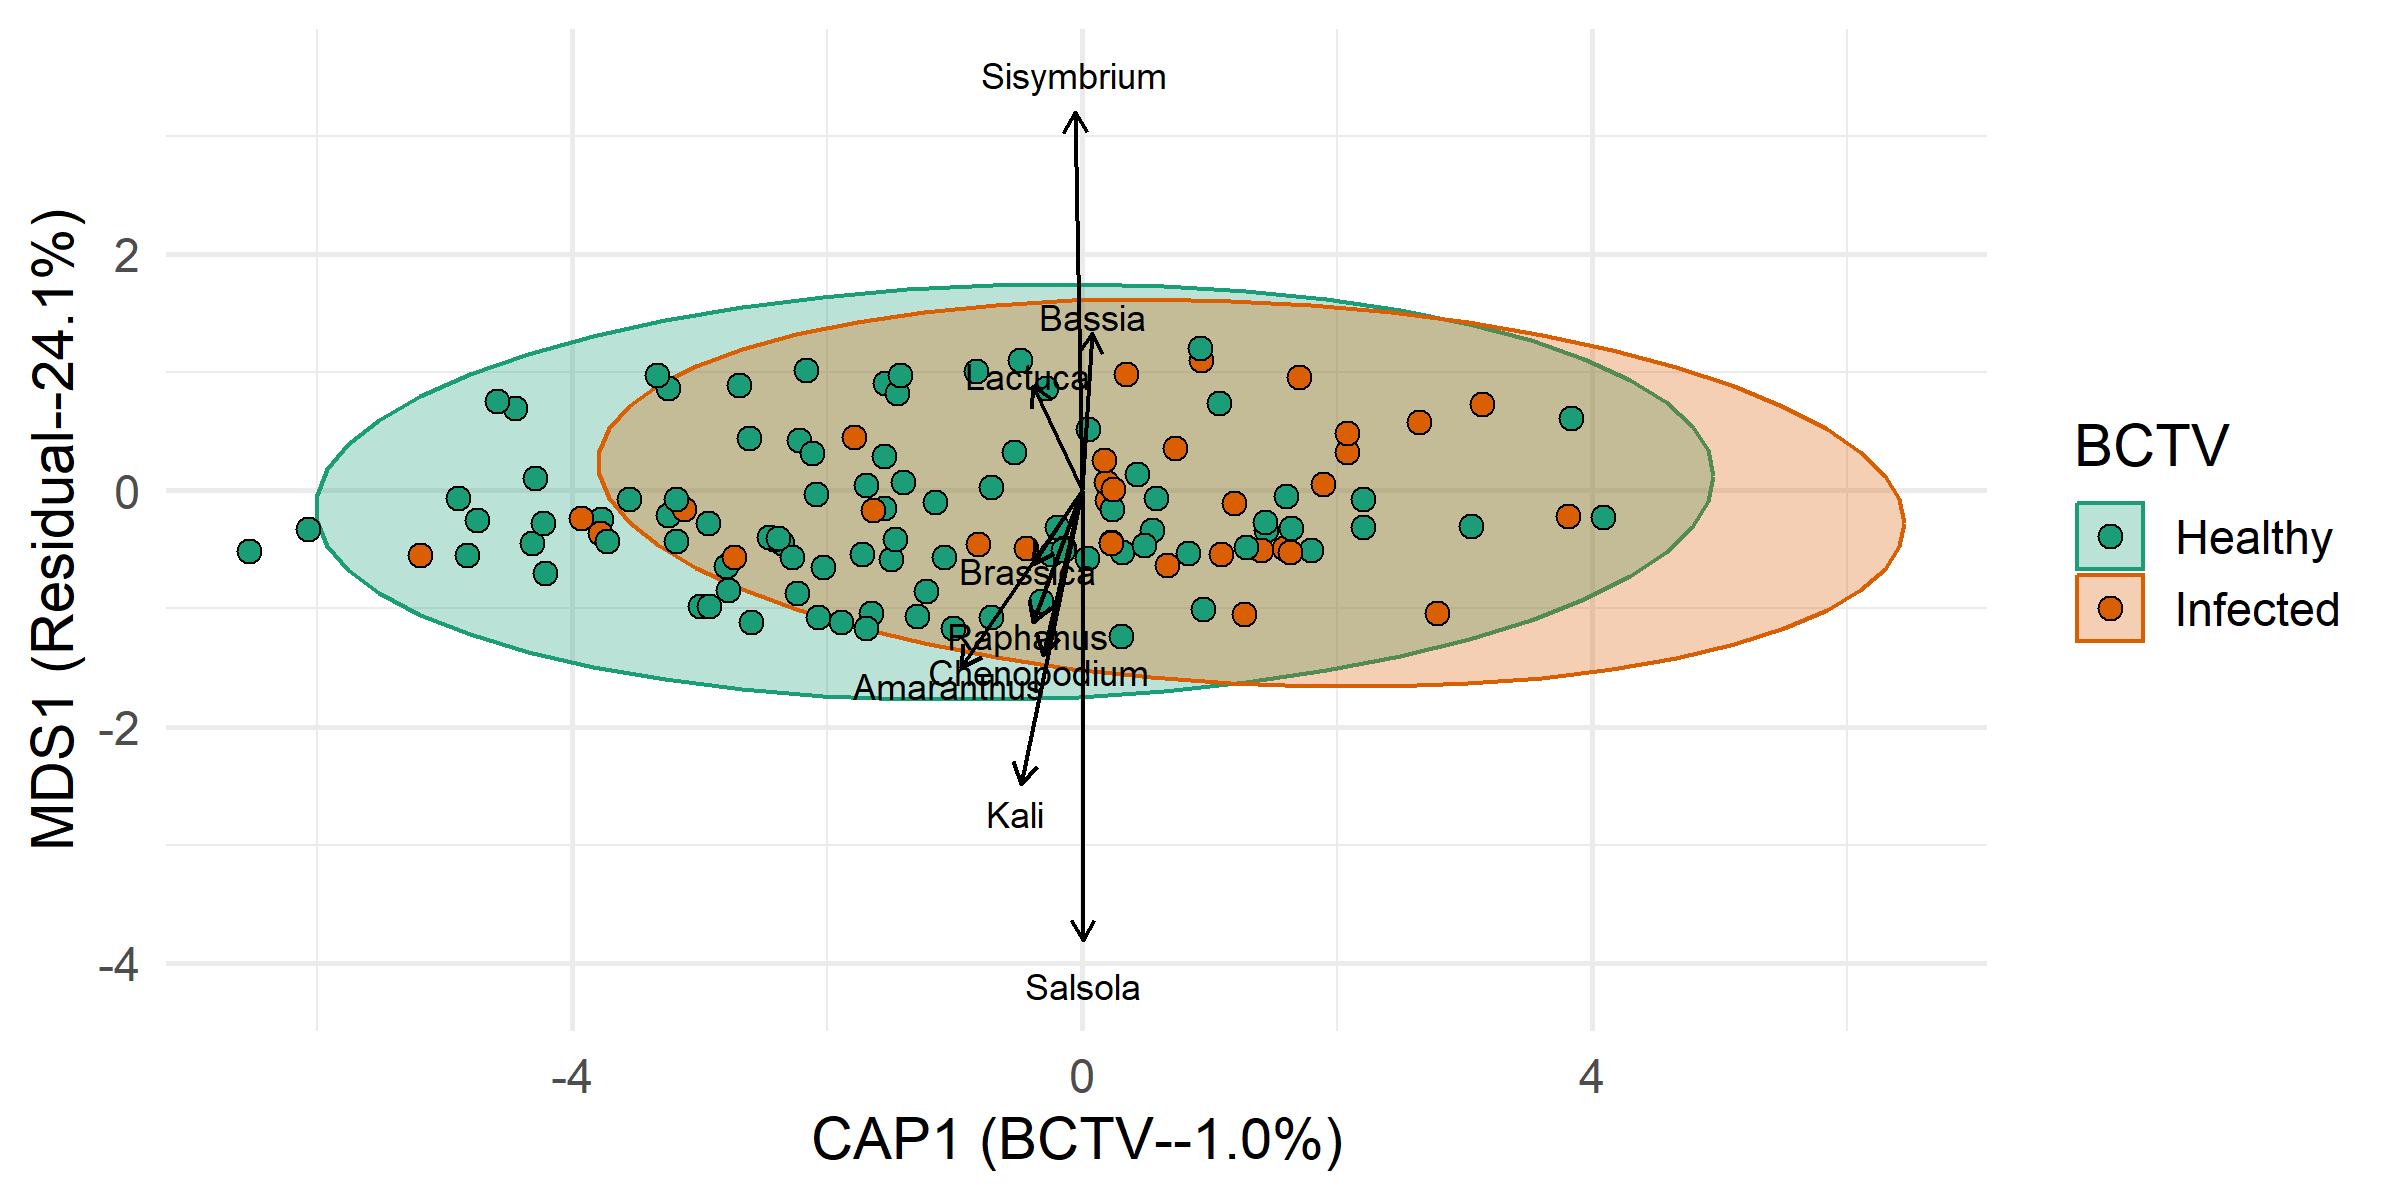 Sisymbrium
Bassia
Lactuca
Brassica
Raphanus
Chenopodium
Amaranthus
Kali
Salsola
2
0
-2
-4
MDS1 (Residual--24.1%)
-4
0
4
CAP1 (BCTV--1.0%)
BCTV
Healthy
Infected